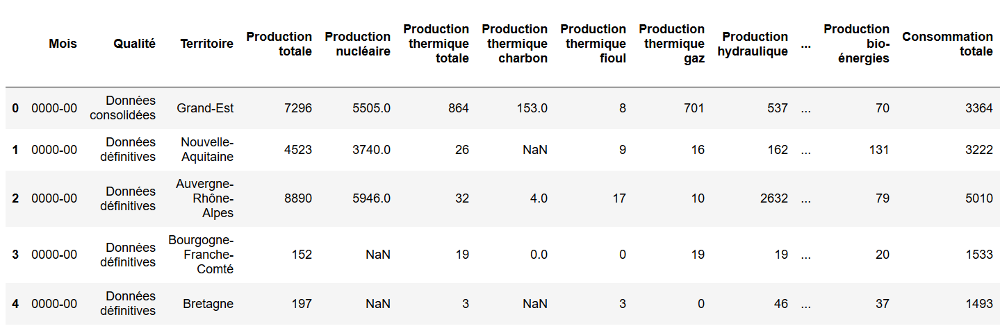 Mois Qualité Territoire Production totale Production nucléaire Production thermique totale Production thermique charbon Production thermique fioul Production thermique gaz Production hydraulique ... Production bio-énergies Consommation totale
0 0000-00 Données consolidées Grand-Est 7296 5505.0 864 153.0 8 701 537 ... 70 3364
1 0000-00 Données définitives Nouvelle-Aquitaine 4523 3740.0 26 NaN 9 16 162 ... 131 3222
2 0000-00 Données définitives Auvergne-Rhône-Alpes 8890 5946.0 32 4.0 17 10 2632 ... 79 5010
3 0000-00 Données définitives Bourgogne-Franche-Comté 152 NaN 19 0.0 0 19 19 ... 20 1533
4 0000-00 Données définitives Bretagne 197 NaN 3 NaN 3 0 46 ... 37 1493